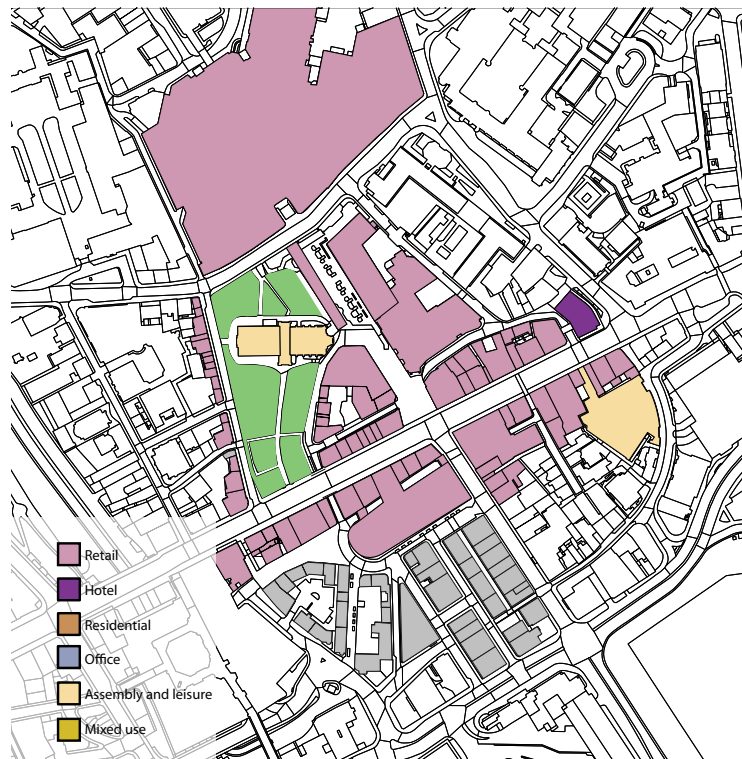 Retail
Hotel
Residential
Office
Assembly and leisure
Mixed use